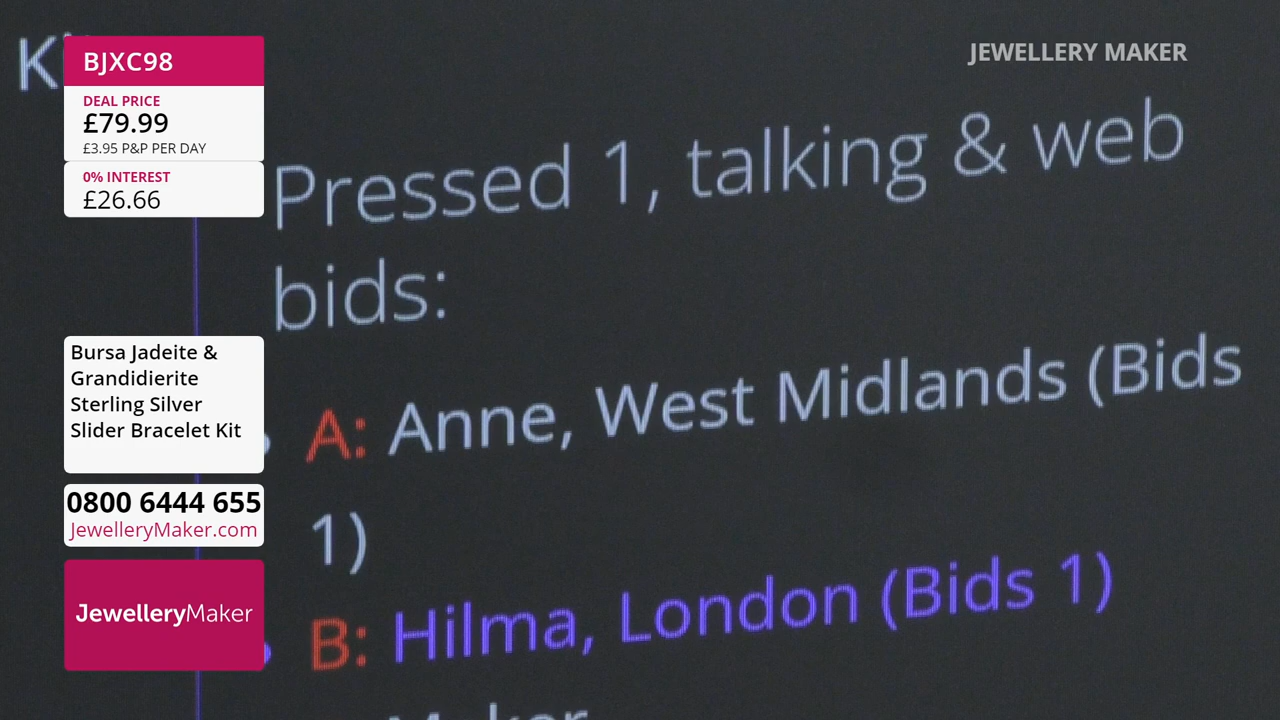 BJXC98
DEAL PRICE
£79.99
£3.95 P&P PER DAY
0% INTEREST
£26.66
Bursa Jadeite &
Grandidierite
Sterling Silver
Slider Bracelet Kit
0800 6444 655
JewelleryMaker.com
JewelleryMaker
JEWELLERY MAKER
Pressed 1, talking & web
bids:
A: Anne, West Midlands (Bids
1)
B: Hilma, London (Bids 1)